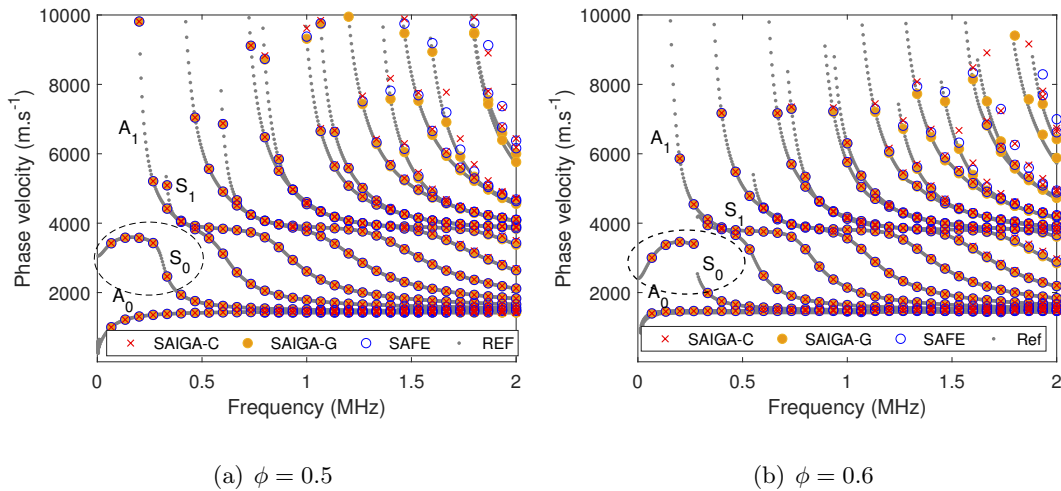 10000
8000
6000
4000
2000
Phase velocity (m.s⁻¹)
A₁
S₁
S₀
A₀
× SAIGA-C ● SAIGA-G ○ SAFE • REF
0 0.5 1 1.5 2
Frequency (MHz)
(a) ϕ = 0.5
10000
8000
6000
4000
2000
Phase velocity (m.s⁻¹)
A₁
S₁
S₀
A₀
× SAIGA-C ● SAIGA-G ○ SAFE • Ref
0 0.5 1 1.5 2
Frequency (MHz)
(b) ϕ = 0.6